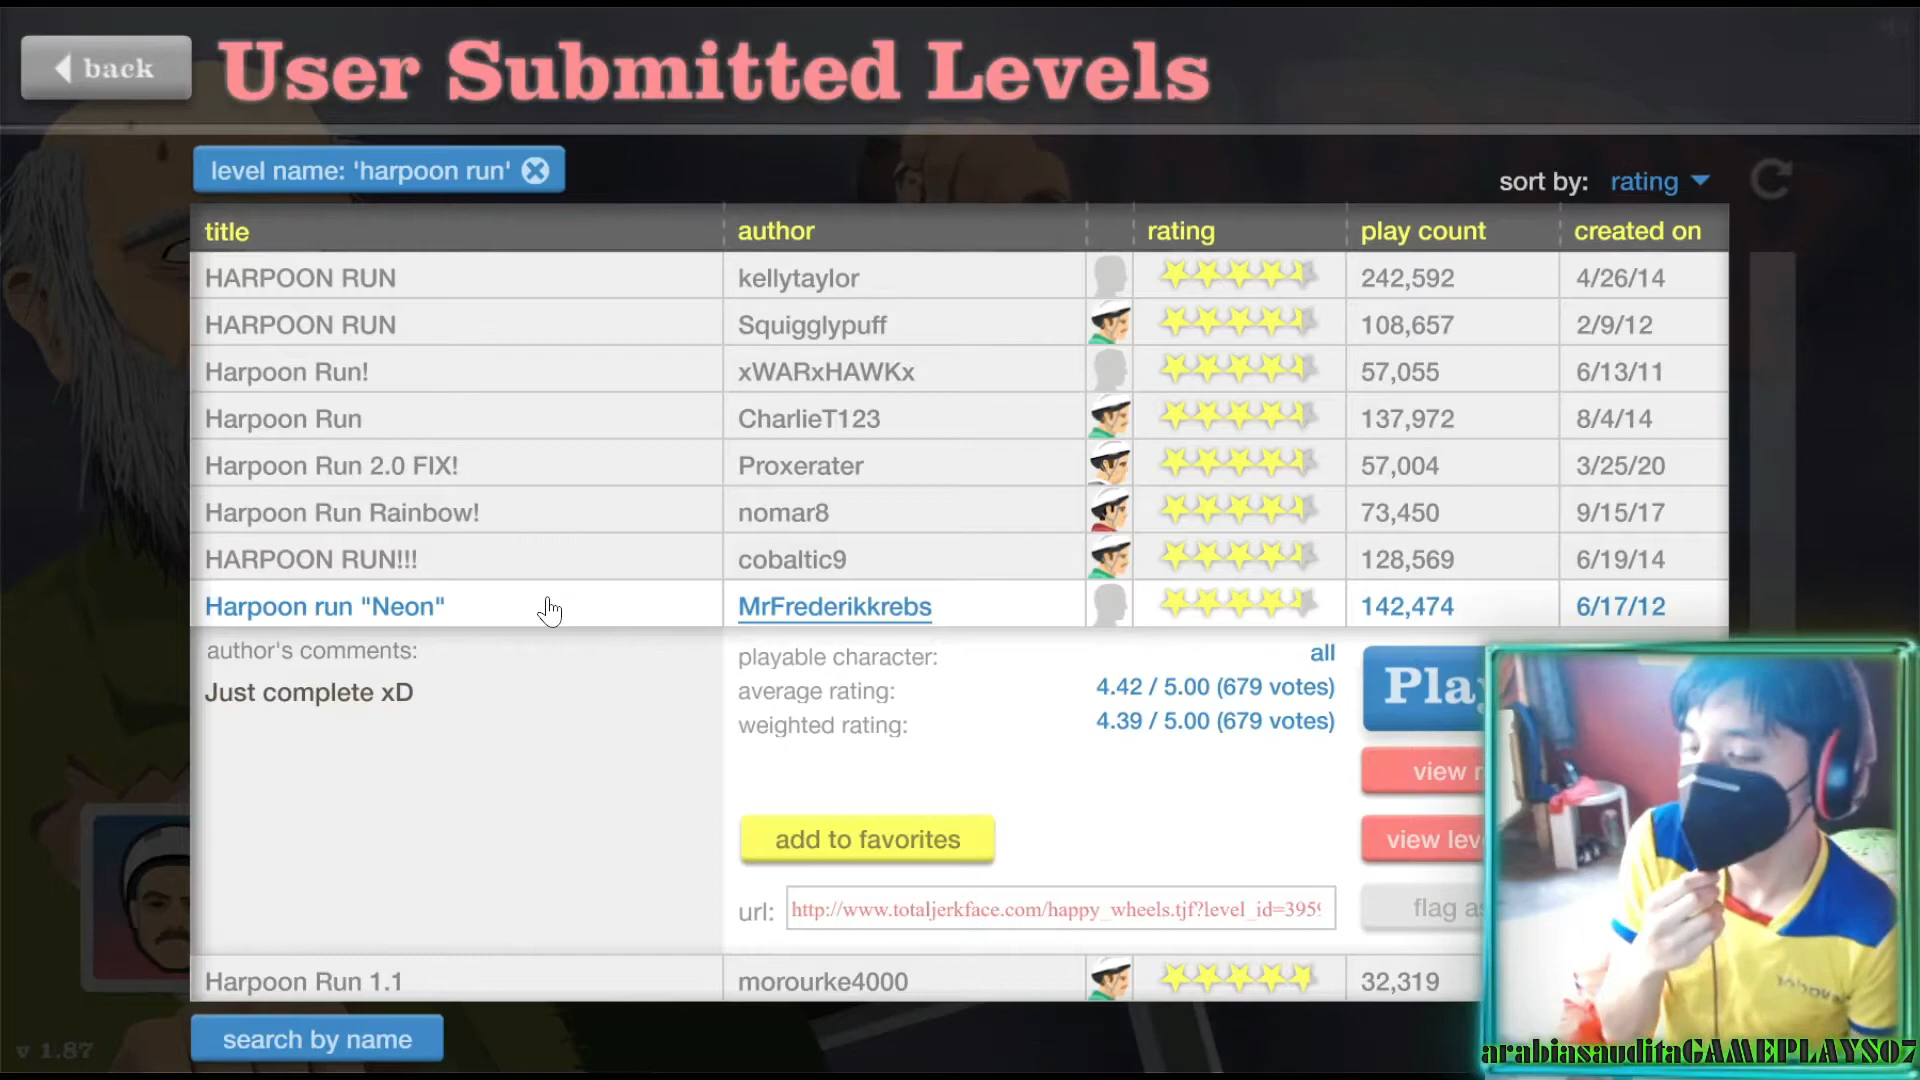 back
User Submitted Levels
level name: 'harpoon run'
sort by: rating
title author rating play count created on
HARPOON RUN kellytaylor 242,592 4/26/14
HARPOON RUN Squigglypuff 108,657 2/9/12
Harpoon Run! xWARxHAWKx 57,055 6/13/11
Harpoon Run CharlieT123 137,972 8/4/14
Harpoon Run 2.0 FIX! Proxerater 57,004 3/25/20
Harpoon Run Rainbow! nomar8 73,450 9/15/17
HARPOON RUN!!! cobaltic9 128,569 6/19/14
Harpoon run "Neon" MrFrederikkrebs 142,474 6/17/12
author's comments:
Just complete xD
playable character: all
average rating: 4.42 / 5.00 (679 votes)
weighted rating: 4.39 / 5.00 (679 votes)
Pla
view
add to favorites
view lev
url: http://www.totaljerkface.com/happy_wheels.tjf?level_id=395
flag as
Harpoon Run 1.1 morourke4000 32,319
search by name
v 1.87
arabiasauditaGAMEPLAYS07